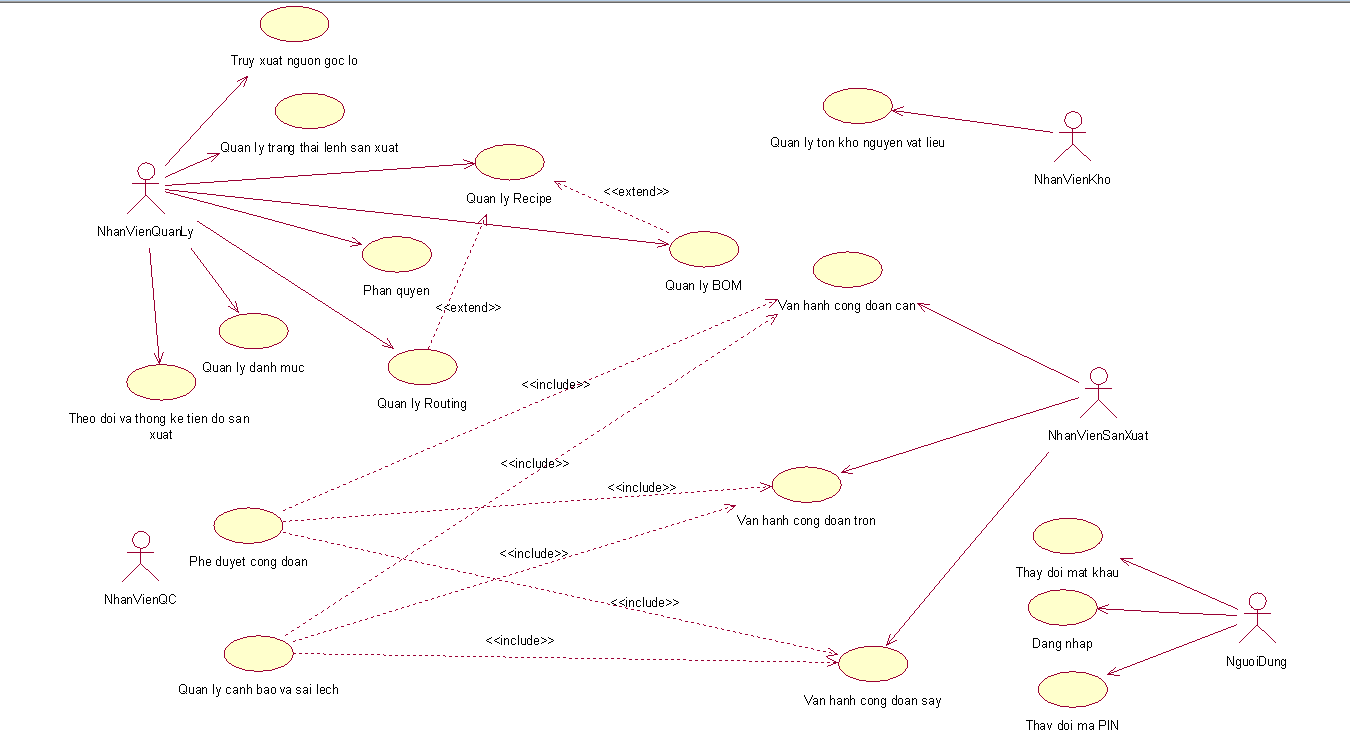 Truy xuat nguon goc lo
Quan ly trang thai lenh san xuat
Quan ly ton kho nguyen vat lieu
NhanVienKho
Quan ly Recipe
<<extend>>
NhanVienQuanLy
Phan quyen
Quan ly BOM
<<extend>>
Van hanh cong doan can
Quan ly danh muc
Quan ly Routing
Theo doi va thong ke tien do san
xuat
<<include>>
NhanVienSanXuat
<<include>>
<<include>>
Van hanh cong doan tron
Phe duyet cong doan
<<include>>
Thay doi mat khau
NhanVienQC
<<include>>
<<include>>
Dang nhap
NguoiDung
Quan ly canh bao va sai lech
Van hanh cong doan say
Thay doi ma PIN